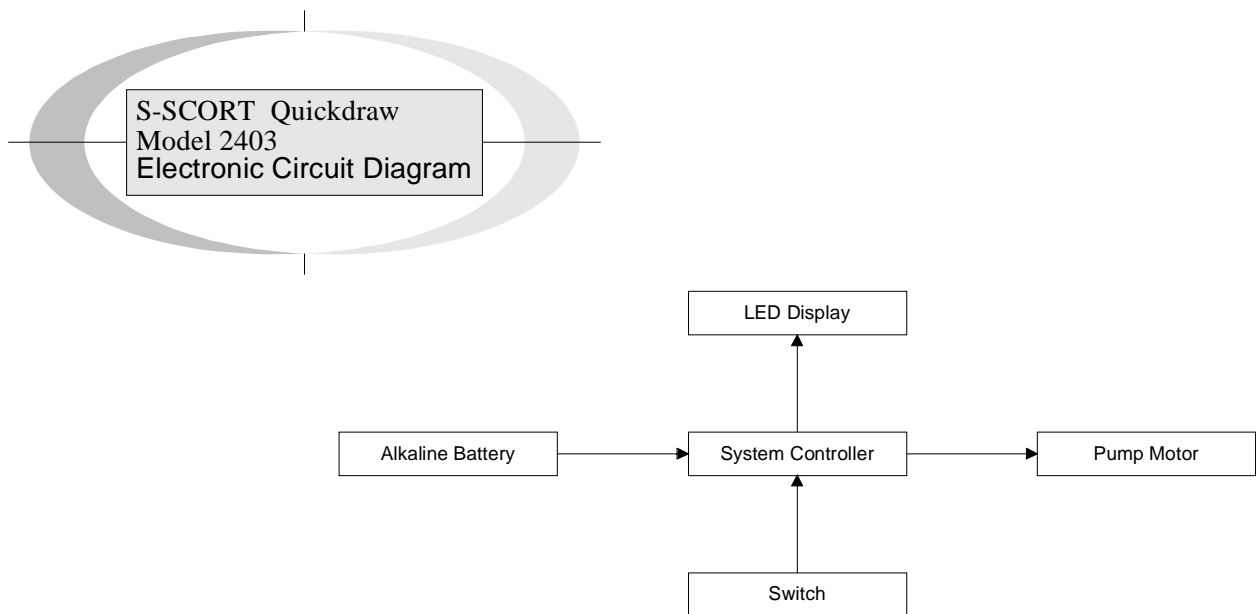 S-SCORT Quickdraw
Model 2403
Electronic Circuit Diagram
LED Display
Alkaline Battery
System Controller
Pump Motor
Switch